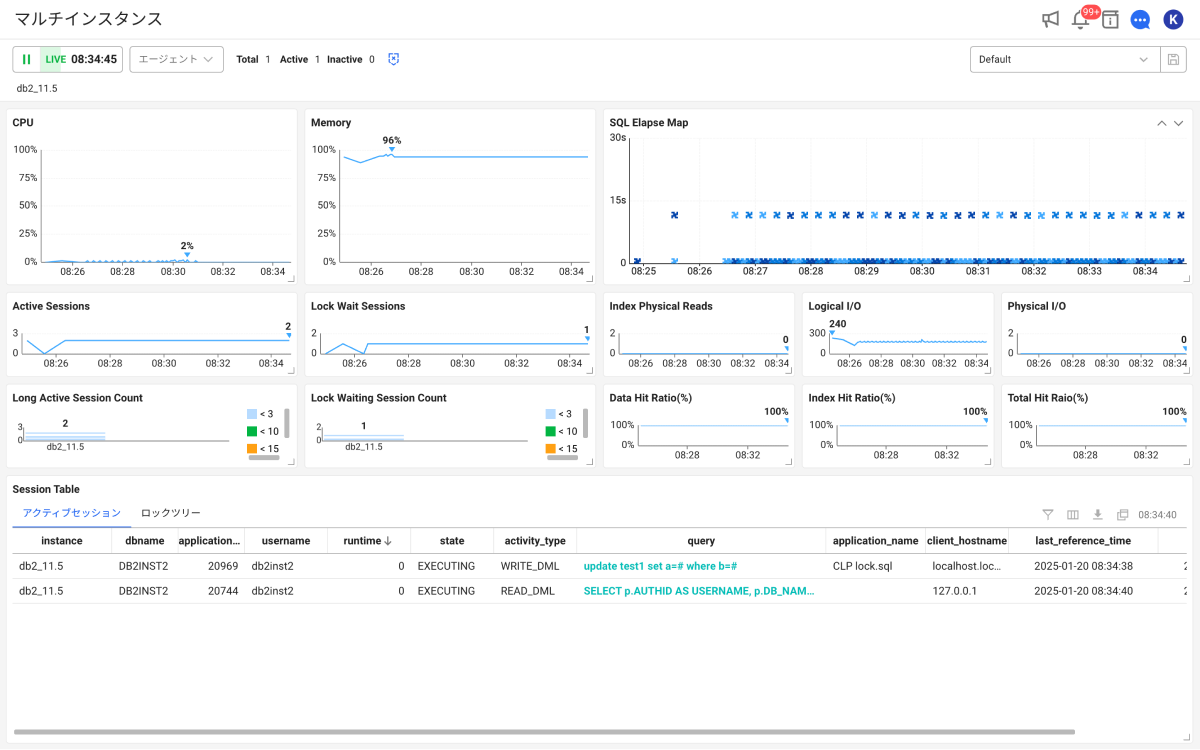 マルチインスタンス
99+
K
LIVE 08:34:45
エージェント
Total 1 Active 1 Inactive 0
Default
db2_11.5
CPU
100%
75%
50%
25%
0%
2%
08:26 08:28 08:30 08:32 08:34
Memory
96%
100%
75%
50%
25%
0%
08:26 08:28 08:30 08:32 08:34
SQL Elapse Map
30s
15s
0
08:25 08:26 08:27 08:28 08:29 08:30 08:31 08:32 08:33 08:34
Active Sessions
2
3
0
08:26 08:28 08:30 08:32 08:34
Lock Wait Sessions
1
2
0
08:26 08:28 08:30 08:32 08:34
Index Physical Reads
2
0
0
08:26 08:28 08:30 08:32 08:34
Logical I/O
240
300
0
08:26 08:28 08:30 08:32 08:34
Physical I/O
2
0
0
08:26 08:28 08:30 08:32 08:34
Long Active Session Count
2
3
0
db2_11.5
< 3
< 10
< 15
Lock Waiting Session Count
1
2
0
db2_11.5
< 3
< 10
< 15
Data Hit Ratio(%)
100%
100%
0%
08:28 08:32
Index Hit Ratio(%)
100%
100%
0%
08:28 08:32
Total Hit Raio(%)
100%
100%
0%
08:28 08:32
Session Table
アクティブセッション ロックツリー
08:34:40
instance dbname application... username runtime state activity_type query application_name client_hostname last_reference_time
db2_11.5 DB2INST2 20969 db2inst2 0 EXECUTING WRITE_DML update test1 set a=# where b=# CLP lock.sql localhost.loc... 2025-01-20 08:34:38
db2_11.5 DB2INST2 20744 db2inst2 0 EXECUTING READ_DML SELECT p.AUTHID AS USERNAME, p.DB_NAM... 127.0.0.1 2025-01-20 08:34:40